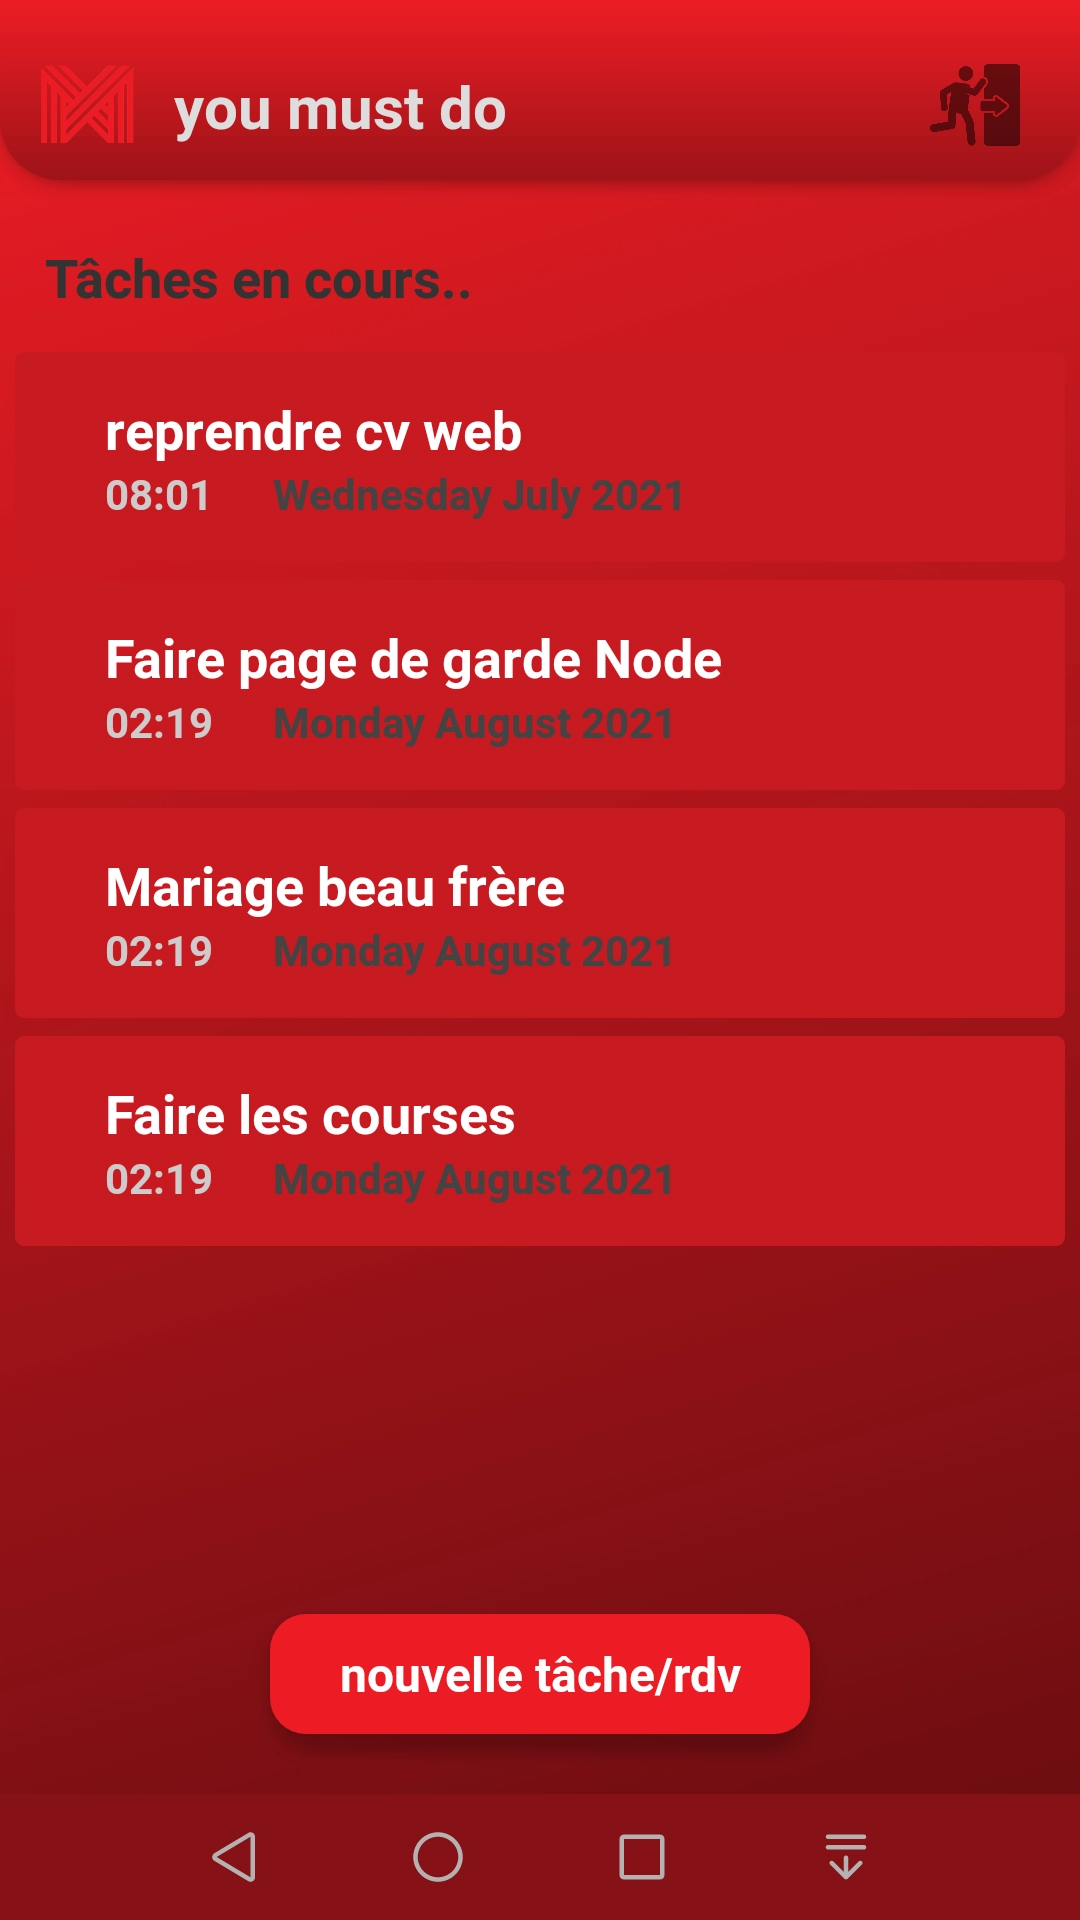 you must do
Tâches en cours..
reprendre cv web
08:01 Wednesday July 2021
Faire page de garde Node
02:19 Monday August 2021
Mariage beau frère
02:19 Monday August 2021
Faire les courses
02:19 Monday August 2021
nouvelle tâche/rdv